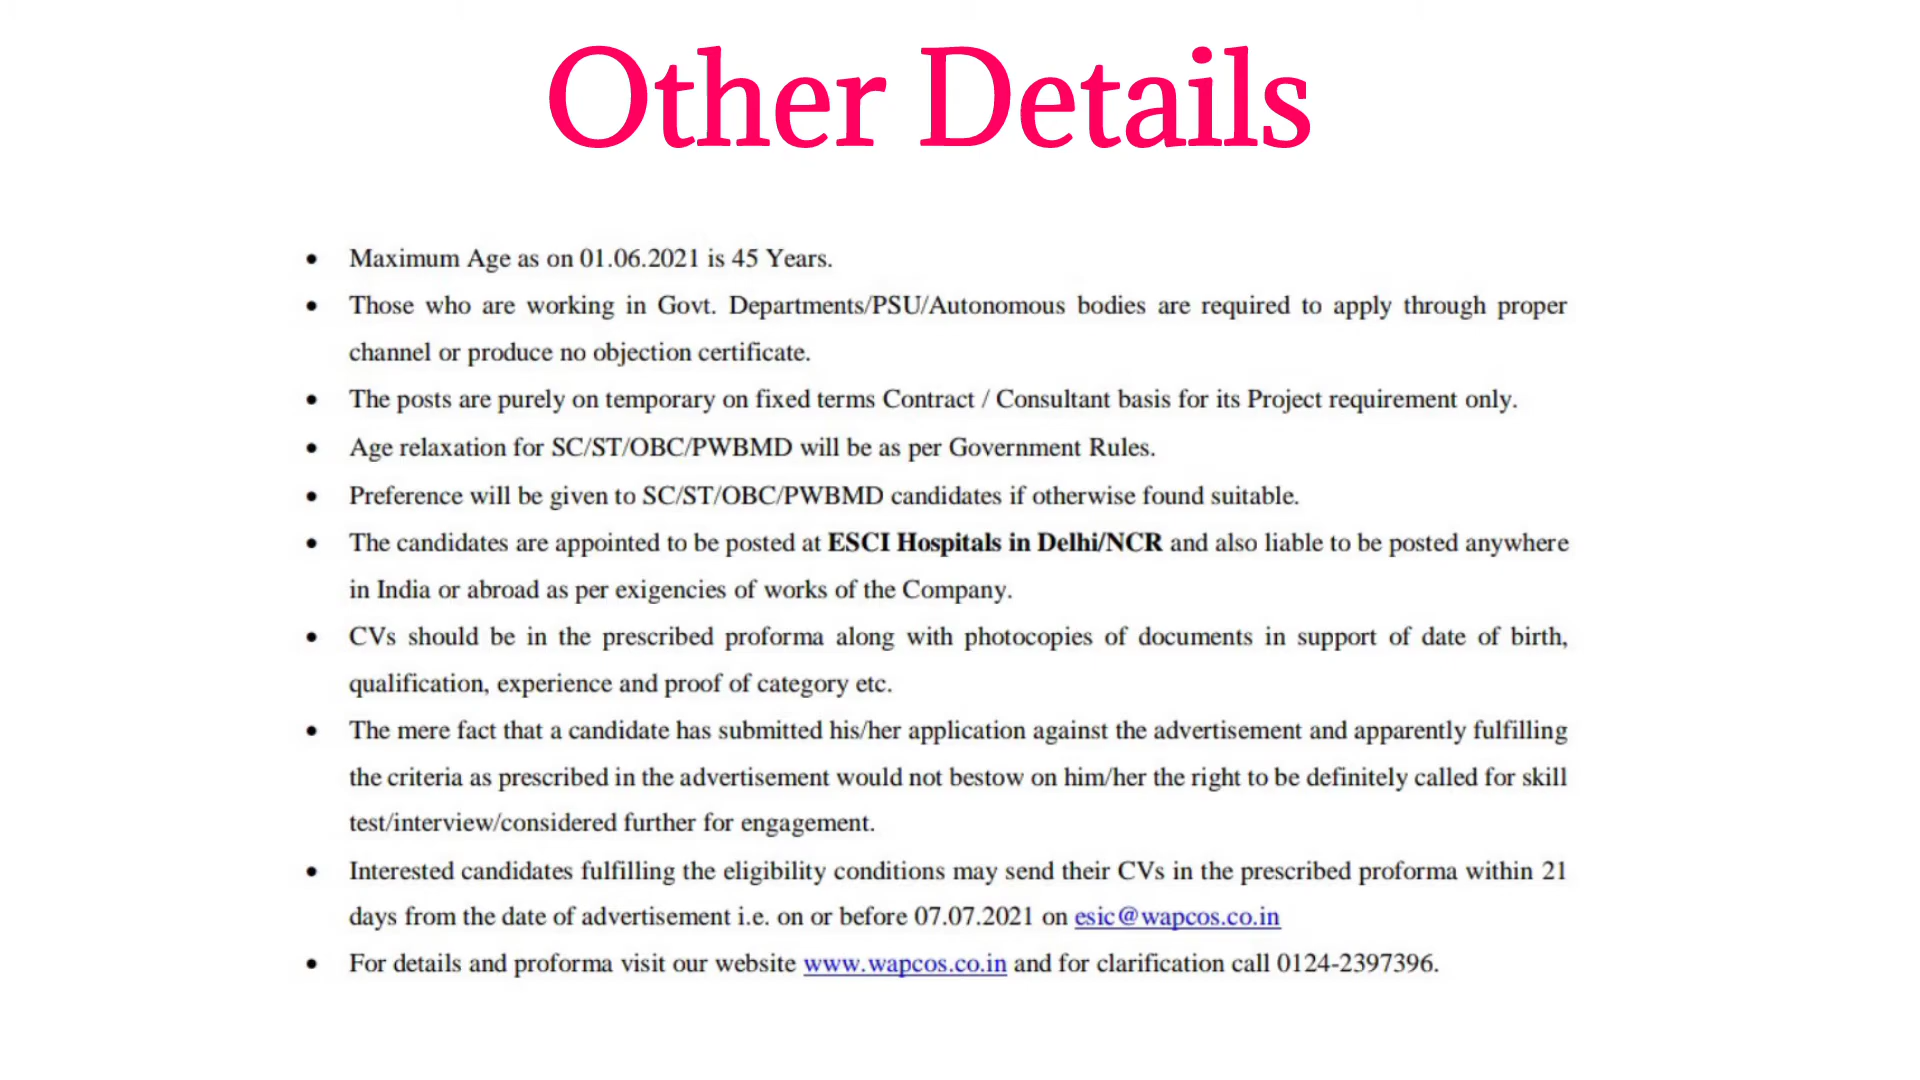 Other Details
• Maximum Age as on 01.06.2021 is 45 Years.
• Those who are working in Govt. Departments/PSU/Autonomous bodies are required to apply through proper
channel or produce no objection certificate.
• The posts are purely on temporary on fixed terms Contract / Consultant basis for its Project requirement only.
• Age relaxation for SC/ST/OBC/PWBMD will be as per Government Rules.
• Preference will be given to SC/ST/OBC/PWBMD candidates if otherwise found suitable.
• The candidates are appointed to be posted at ESCI Hospitals in Delhi/NCR and also liable to be posted anywhere
in India or abroad as per exigencies of works of the Company.
• CVs should be in the prescribed proforma along with photocopies of documents in support of date of birth,
qualification, experience and proof of category etc.
• The mere fact that a candidate has submitted his/her application against the advertisement and apparently fulfilling
the criteria as prescribed in the advertisement would not bestow on him/her the right to be definitely called for skill
test/interview/considered further for engagement.
• Interested candidates fulfilling the eligibility conditions may send their CVs in the prescribed proforma within 21
days from the date of advertisement i.e. on or before 07.07.2021 on esic@wapcos.co.in
• For details and proforma visit our website www.wapcos.co.in and for clarification call 0124-2397396.